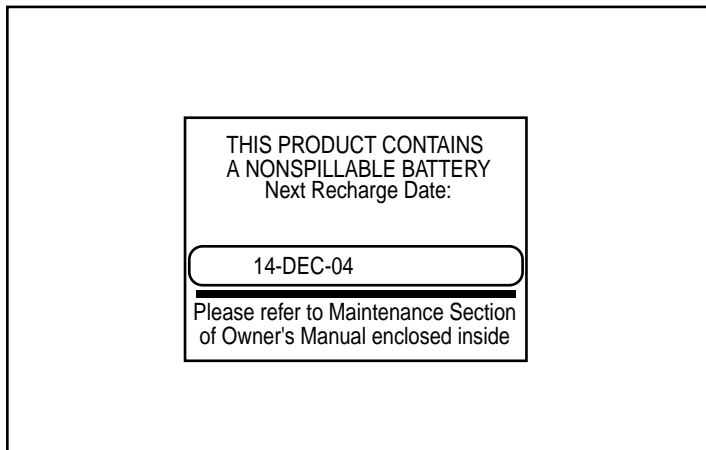 THIS PRODUCT CONTAINS
A NONSPILLABLE BATTERY
Next Recharge Date:
14-DEC-04
Please refer to Maintenance Section
of Owner's Manual enclosed inside